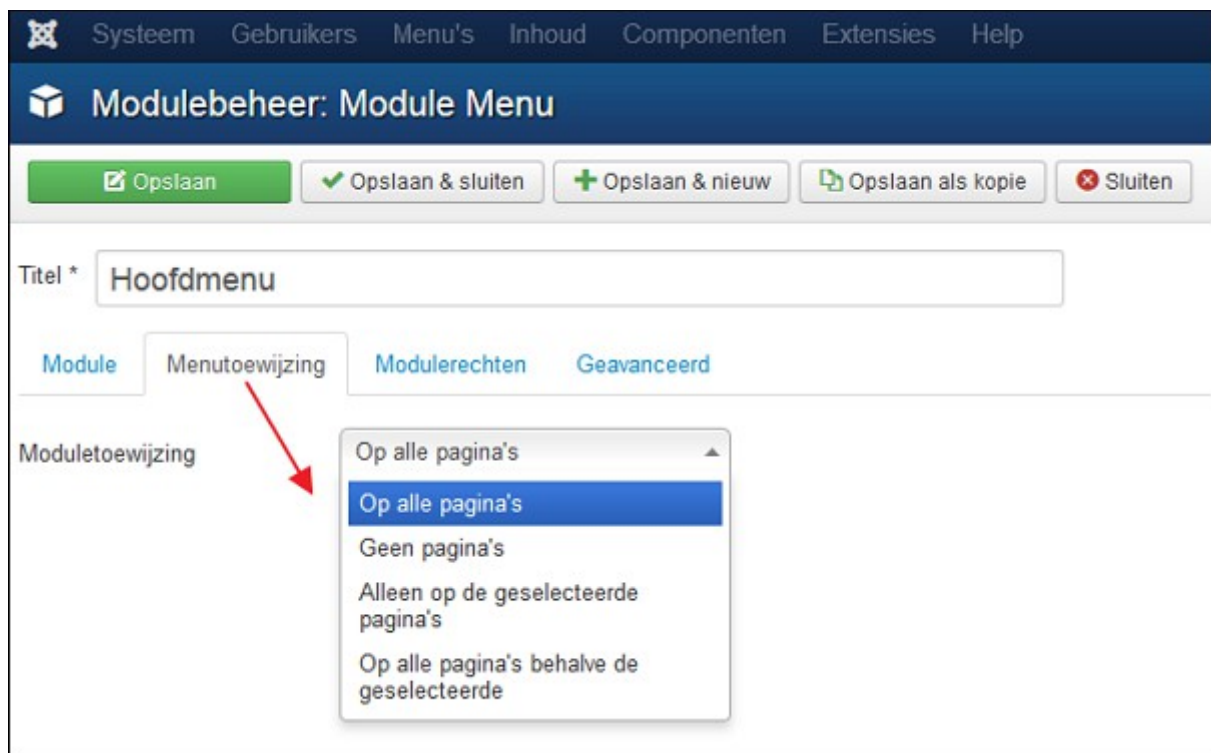 Systeem Gebruikers Menu's Inhoud Componenten Extensies Help
Modulebeheer: Module Menu
Opslaan Opslaan & sluiten Opslaan & nieuw Opslaan als kopie Sluiten
Titel * Hoofdmenu
Module Menutoewijzing Modulerechten Geavanceerd
Moduletoewijzing Op alle pagina's
Op alle pagina's
Geen pagina's
Alleen op de geselecteerde
pagina's
Op alle pagina's behalve de
geselecteerde